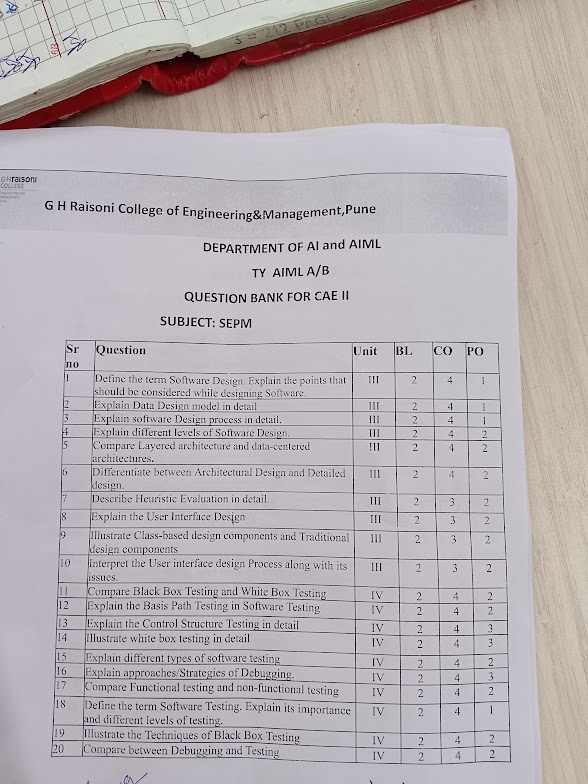 3 = 212 PAGE
G H raisoni
COLLEGE
G H Raisoni College of Engineering&Management,Pune
DEPARTMENT OF AI and AIML
TY AIML A/B
QUESTION BANK FOR CAE II
SUBJECT: SEPM
Sr no Question Unit BL CO PO
1 Define the term Software Design. Explain the points that III 2 4 1
should be considered while designing Software.
2 Explain Data Design model in detail III 2 4 1
3 Explain software Design process in detail. III 2 4 1
4 Explain different levels of Software Design. III 2 4 2
5 Compare Layered architecture and data-centered III 2 4 2
architectures.
6 Differentiate between Architectural Design and Detailed III 2 4 2
design.
7 Describe Heuristic Evaluation in detail. III 2 3 2
8 Explain the User Interface Design III 2 3 2
9 Illustrate Class-based design components and Traditional III 2 3 2
design components
10 Interpret the User interface design Process along with its III 2 3 2
issues.
11 Compare Black Box Testing and White Box Testing IV 2 4 2
12 Explain the Basis Path Testing in Software Testing IV 2 4 2
13 Explain the Control Structure Testing in detail IV 2 4 3
14 Illustrate white box testing in detail IV 2 4 3
15 Explain different types of software testing IV 2 4 2
16 Explain approaches/Strategies of Debugging. IV 2 4 3
17 Compare Functional testing and non-functional testing IV 2 4 2
18 Define the term Software Testing. Explain its importance IV 2 4 1
and different levels of testing.
19 Illustrate the Techniques of Black Box Testing IV 2 4 2
20 Compare between Debugging and Testing IV 2 4 2